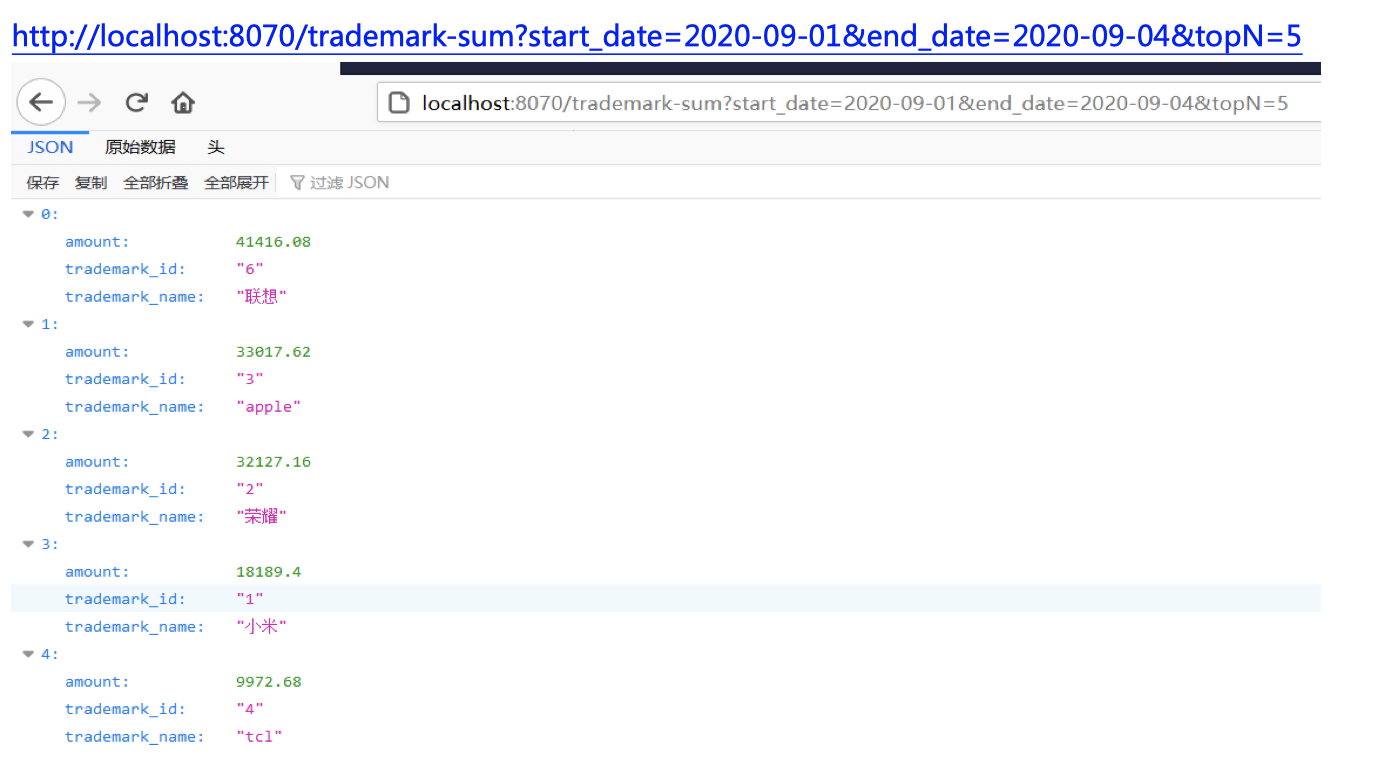 http://localhost:8070/trademark-sum?start_date=2020-09-01&end_date=2020-09-04&topN=5
localhost:8070/trademark-sum?start_date=2020-09-01&end_date=2020-09-04&topN=5
JSON 原始数据 头
保存 复制 全部折叠 全部展开 过滤 JSON
0:
amount: 41416.08
trademark_id: "6"
trademark_name: "联想"
1:
amount: 33017.62
trademark_id: "3"
trademark_name: "apple"
2:
amount: 32127.16
trademark_id: "2"
trademark_name: "荣耀"
3:
amount: 18189.4
trademark_id: "1"
trademark_name: "小米"
4:
amount: 9972.68
trademark_id: "4"
trademark_name: "tcl"